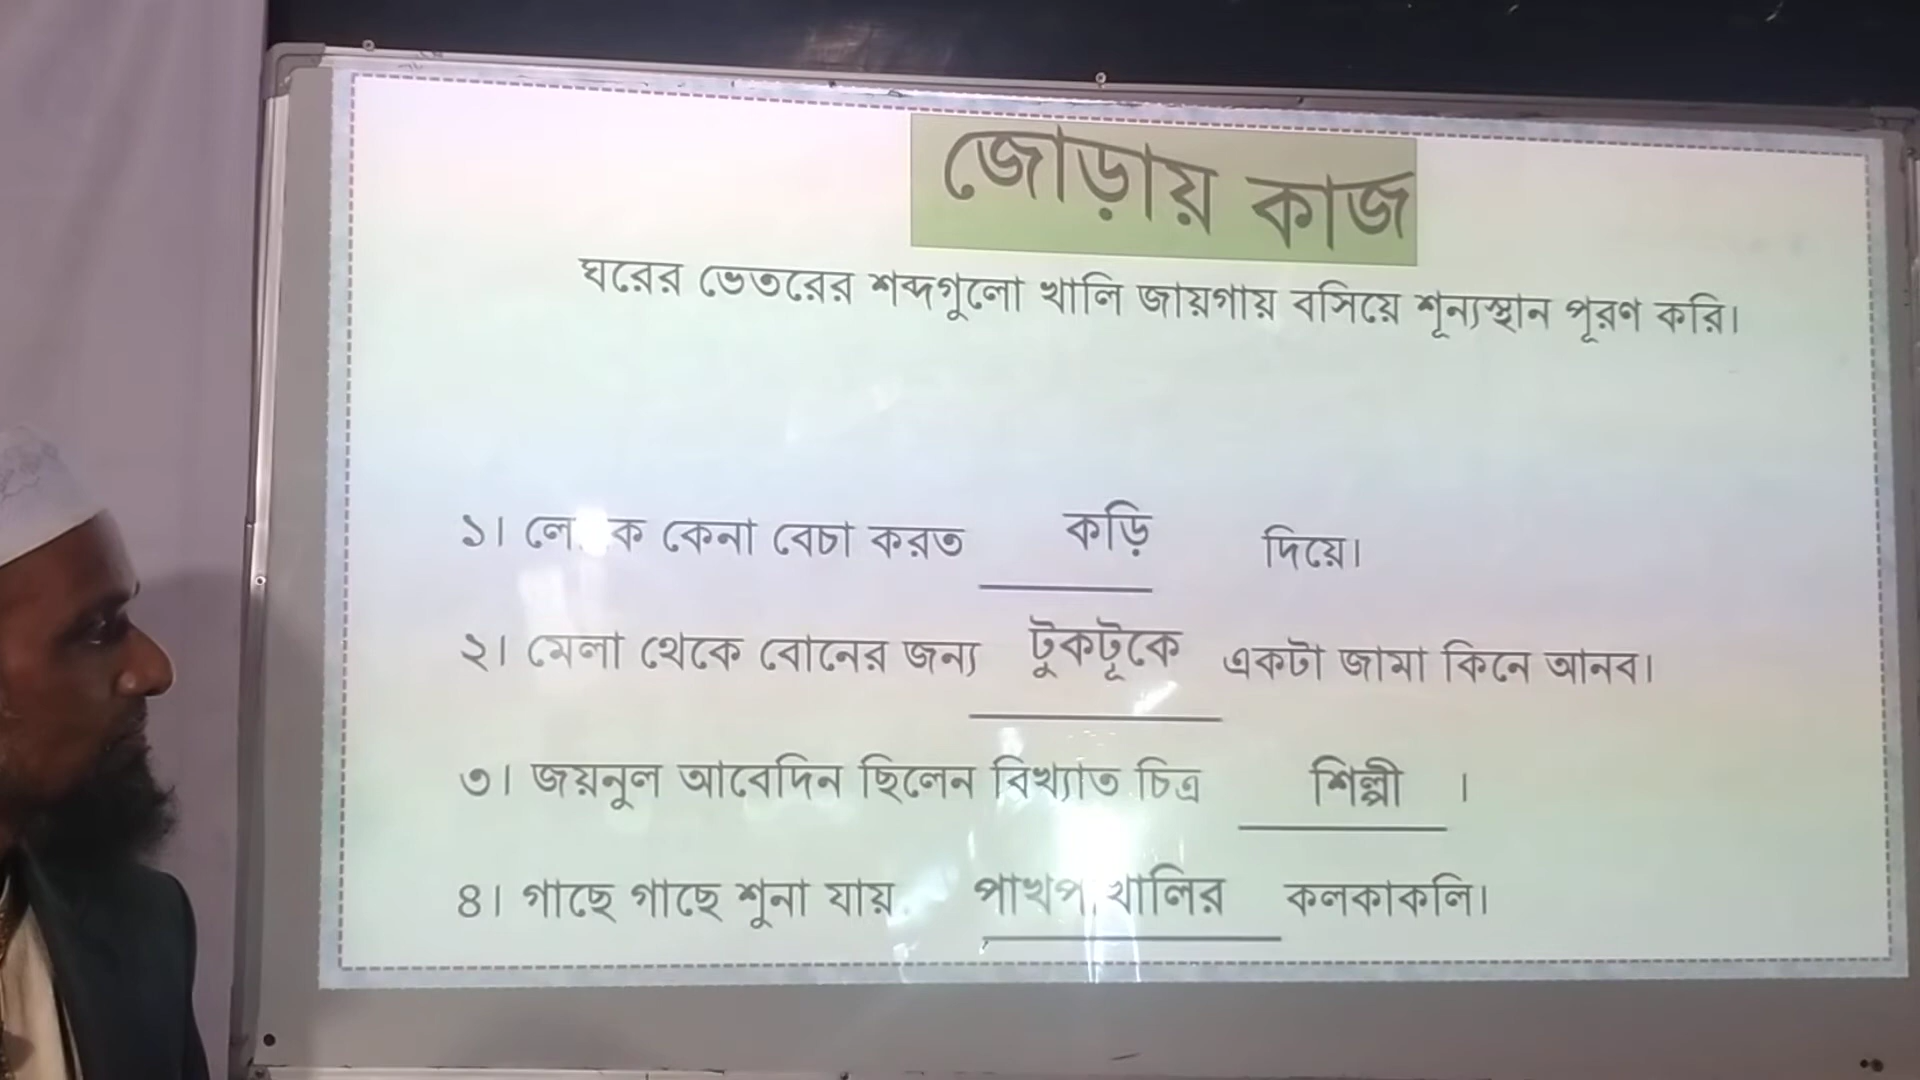 জোড়ায় কাজ
ঘরের ভেতরের শব্দগুলো খালি জায়গায় বসিয়ে শূন্যস্থান পূরণ করি।
১। লোক কেনা বেচা করত কড়ি দিয়ে।
২। মেলা থেকে বোনের জন্য টুকটূকে একটা জামা কিনে আনব।
৩। জয়নুল আবেদিন ছিলেন বিখ্যাত চিত্র শিল্পী ।
৪। গাছে গাছে শুনা যায় কলকাকলি।